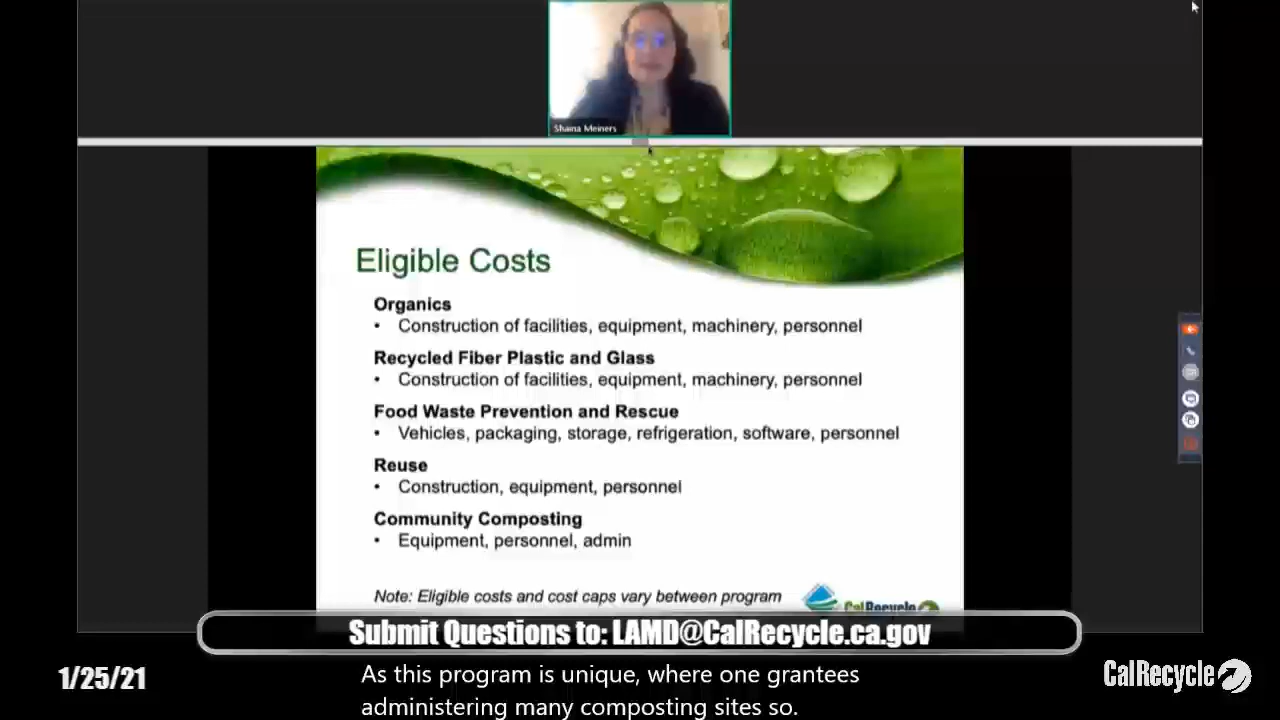 Shaina Meiners
Eligible Costs
Organics
• Construction of facilities, equipment, machinery, personnel
Recycled Fiber Plastic and Glass
• Construction of facilities, equipment, machinery, personnel
Food Waste Prevention and Rescue
• Vehicles, packaging, storage, refrigeration, software, personnel
Reuse
• Construction, equipment, personnel
Community Composting
• Equipment, personnel, admin
Note: Eligible costs and cost caps vary between program
CalRecycle
Submit Questions to: LAMD@CalRecycle.ca.gov
1/25/21
As this program is unique, where one grantees
administering many composting sites so.
CalRecycle